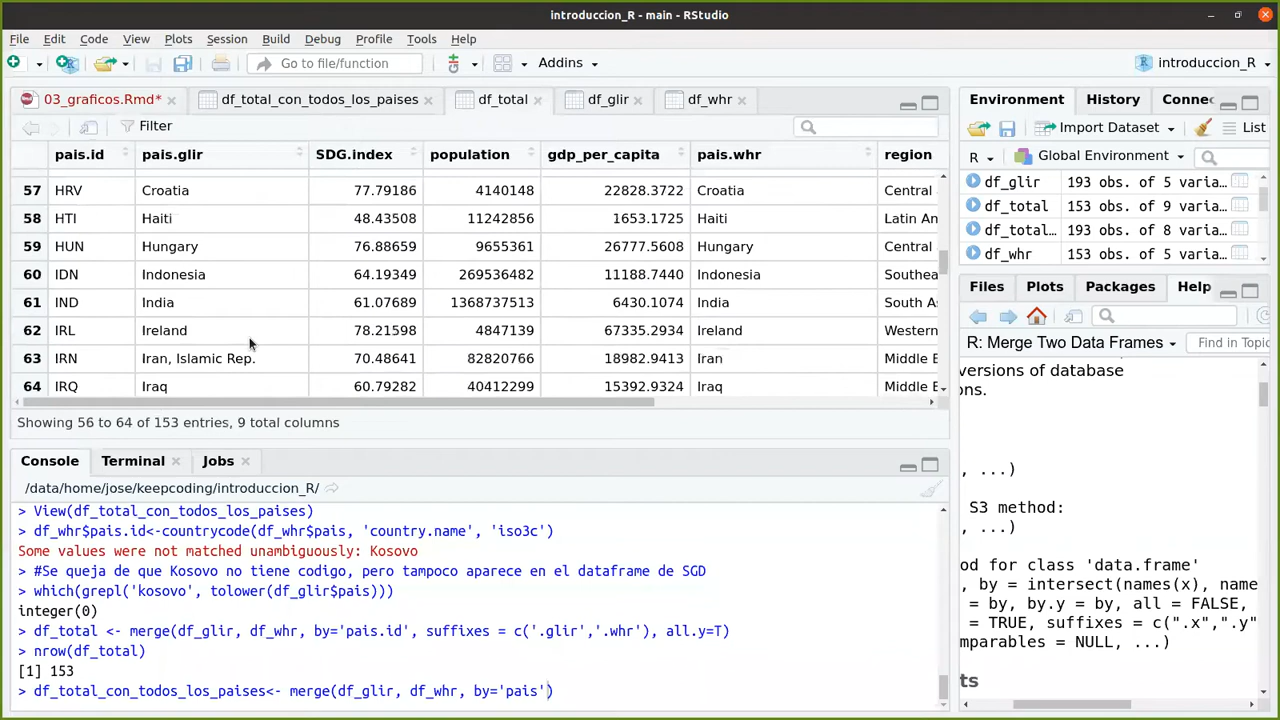 introduccion_R - main - RStudio
File Edit Code View Plots Session Build Debug Profile Tools Help
Go to file/function Addins introduccion_R
03_graficos.Rmd* df_total_con_todos_los_paises df_total df_glir df_whr
Filter
pais.id pais.glir SDG.index population gdp_per_capita pais.whr region
57 HRV Croatia 77.79186 4140148 22828.3722 Croatia Central
58 HTI Haiti 48.43508 11242856 1653.1725 Haiti Latin An
59 HUN Hungary 76.88659 9655361 26777.5608 Hungary Central
60 IDN Indonesia 64.19349 269536482 11188.7440 Indonesia Southea
61 IND India 61.07689 1368737513 6430.1074 India South A
62 IRL Ireland 78.21598 4847139 67335.2934 Ireland Western
63 IRN Iran, Islamic Rep. 70.48641 82820766 18982.9413 Iran Middle E
64 IRQ Iraq 60.79282 40412299 15392.9324 Iraq Middle E
Showing 56 to 64 of 153 entries, 9 total columns
Console Terminal Jobs
/data/home/jose/keepcoding/introduccion_R/
> View(df_total_con_todos_los_paises)
> df_whr$pais.id<-countrycode(df_whr$pais, 'country.name', 'iso3c')
Some values were not matched unambiguously: Kosovo
> #Se queja de que Kosovo no tiene codigo, pero tampoco aparece en el dataframe de SGD
> which(grepl('kosovo', tolower(df_glir$pais)))
integer(0)
> df_total <- merge(df_glir, df_whr, by='pais.id', suffixes = c('.glir','.whr'), all.y=T)
> nrow(df_total)
[1] 153
> df_total_con_todos_los_paises<- merge(df_glir, df_whr, by='pais')
Environment History Connec
Import Dataset List
R Global Environment
df_glir 193 obs. of 5 varia...
df_total 153 obs. of 9 varia...
df_total... 193 obs. of 8 varia...
df_whr 153 obs. of 5 varia...
Files Plots Packages Help
R: Merge Two Data Frames Find in Topic
versions of database
ons.
, ...)
S3 method:
, ...)
od for class 'data.frame'
, by = intersect(names(x), name
= by, by.y = by, all = FALSE,
= TRUE, suffixes = c(".x",".y"
mparables = NULL, ...)
ts